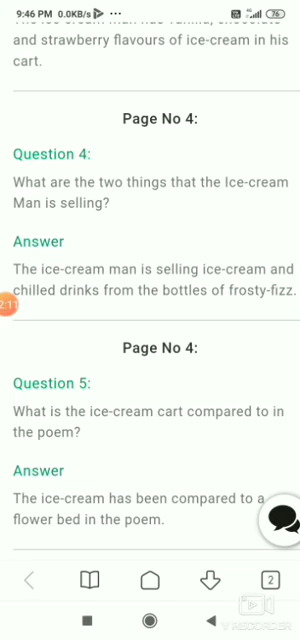 9:46 PM 0.0KB/s ...
76
and strawberry flavours of ice-cream in his
cart.
Page No 4:
Question 4:
What are the two things that the Ice-cream
Man is selling?
Answer
The ice-cream man is selling ice-cream and
chilled drinks from the bottles of frosty-fizz.
2:11
Page No 4:
Question 5:
What is the ice-cream cart compared to in
the poem?
Answer
The ice-cream has been compared to a
flower bed in the poem.
2